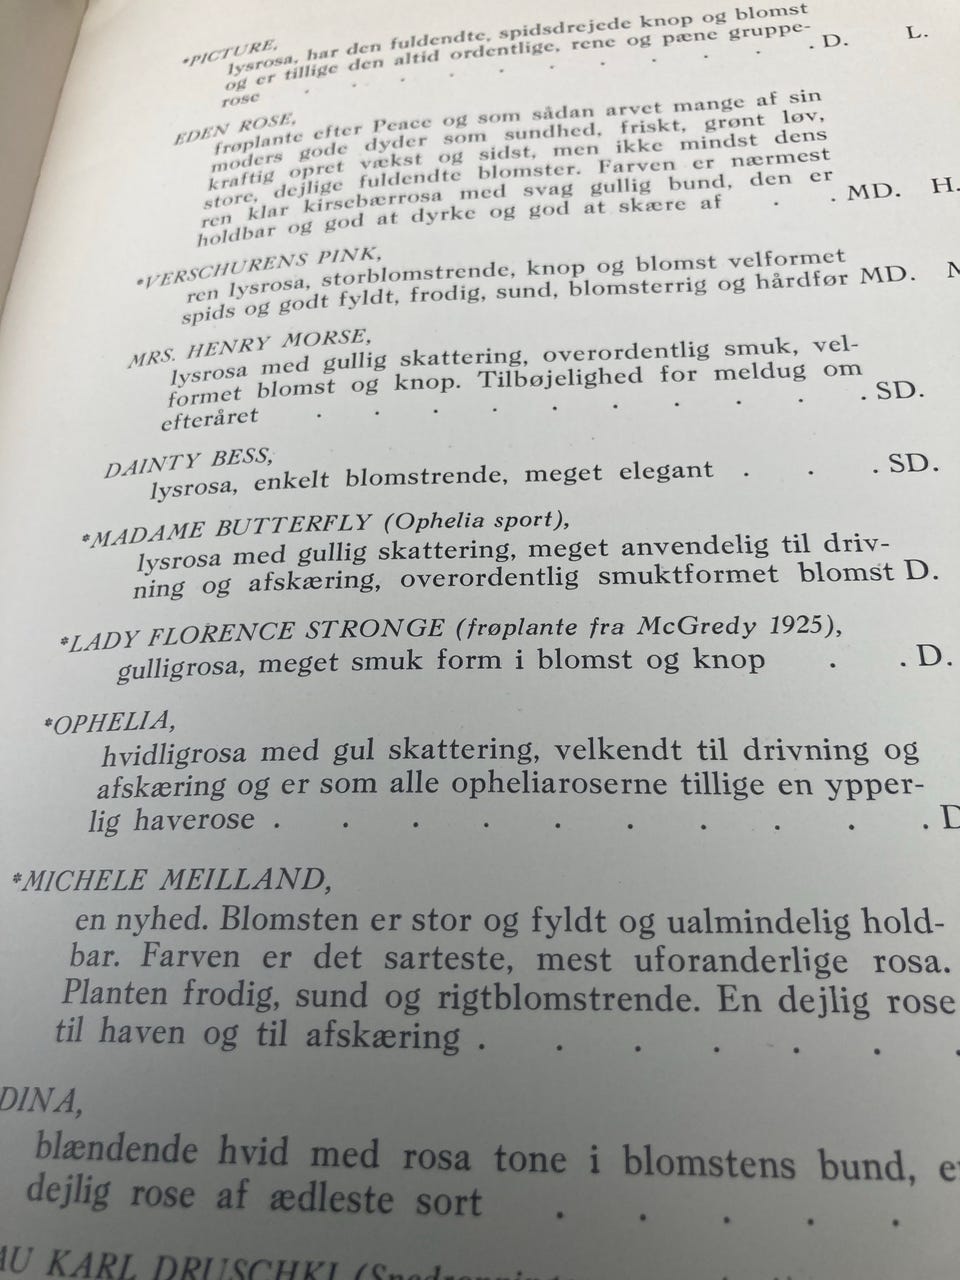 *PICTURE,
lysrosa, har den fuldendte, spidsdrejede knop og blomst
og er tillige den altid ordentlige, rene og pæne gruppe-
rose . . . . . . . . . D. L.
EDEN ROSE,
frøplante efter Peace og som sådan arvet mange af sin
moders gode dyder som sundhed, friskt, grønt løv,
kraftig opret vækst og sidst, men ikke mindst dens
store, dejlige fuldendte blomster. Farven er nærmest
ren klar kirsebærrosa med svag gullig bund, den er
holdbar og god at dyrke og god at skære af . . MD. H.
*VERSCHURENS PINK,
ren lysrosa, storblomstrende, knop og blomst velformet
spids og godt fyldt, frodig, sund, blomsterrig og hårdfør MD.
MRS. HENRY MORSE,
lysrosa med gullig skattering, overordentlig smuk, vel-
formet blomst og knop. Tilbøjelighed for meldug om
efteråret . . . . . . . . . . SD.
DAINTY BESS,
lysrosa, enkelt blomstrende, meget elegant . . . SD.
*MADAME BUTTERFLY (Ophelia sport),
lysrosa med gullig skattering, meget anvendelig til driv-
ning og afskæring, overordentlig smuktformet blomst D.
*LADY FLORENCE STRONGE (frøplante fra McGredy 1925),
gulligrosa, meget smuk form i blomst og knop . . D.
*OPHELIA,
hvidligrosa med gul skattering, velkendt til drivning og
afskæring og er som alle opheliaroserne tillige en ypper-
lig haverose . . . . . . . . . . D
*MICHELE MEILLAND,
en nyhed. Blomsten er stor og fyldt og ualmindelig hold-
bar. Farven er det sarteste, mest uforanderlige rosa.
Planten frodig, sund og rigtblomstrende. En dejlig rose
til haven og til afskæring . . . . . . .
DINA,
blændende hvid med rosa tone i blomstens bund, e
dejlig rose af ædleste sort . . . . .
AU KARL DRUSCHKI